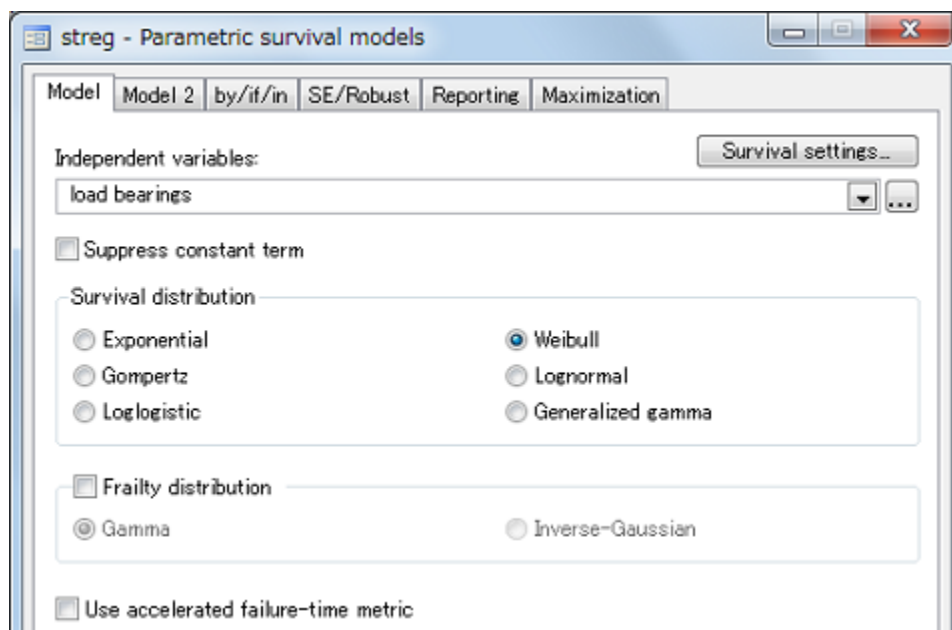 streg - Parametric survival models
Model Model 2 by/if/in SE/Robust Reporting Maximization
Independent variables: Survival settings...
load bearings ...
Suppress constant term
Survival distribution
Exponential Weibull
Gompertz Lognormal
Loglogistic Generalized gamma
Frailty distribution
Gamma Inverse-Gaussian
Use accelerated failure-time metric